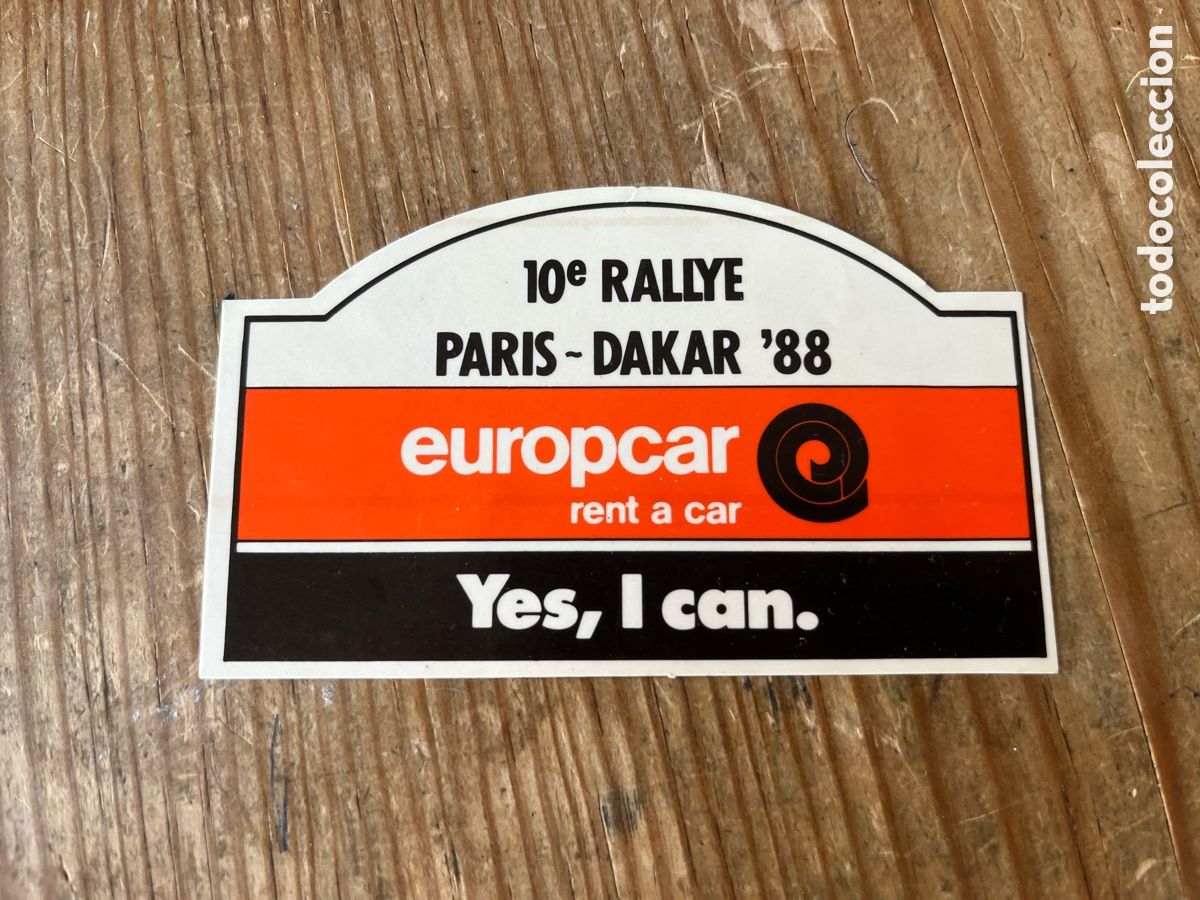 10e RALLYE
PARIS ~ DAKAR '88
europcar
rent a car
Yes, I can.
todocoleccion